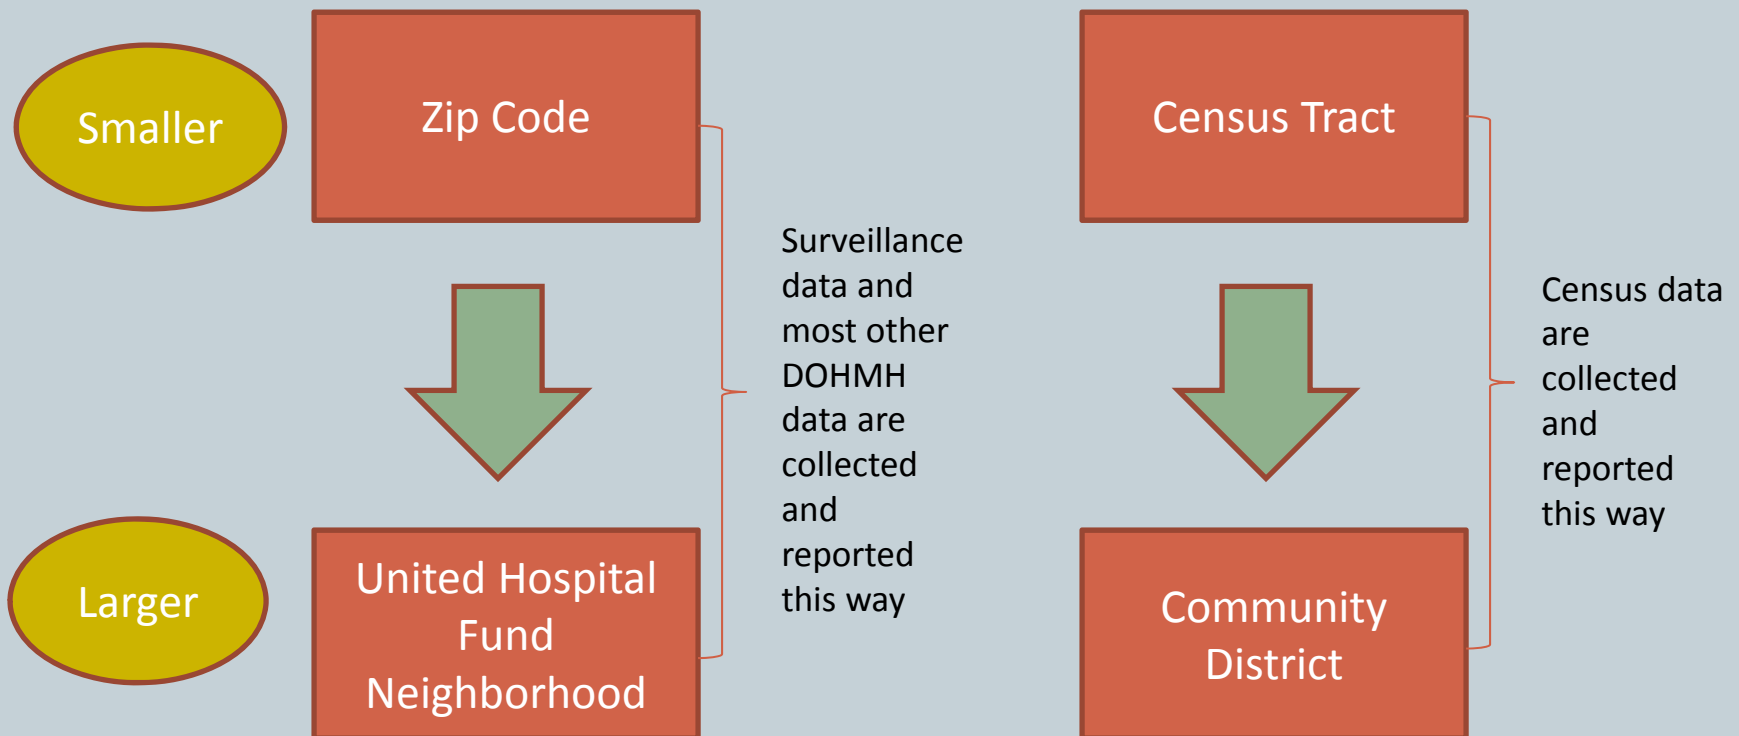 Smaller
Zip Code
Census Tract
Surveillance
data and
most other
DOHMH
data are
collected
and
reported
this way
Census data
are
collected
and
reported
this way
Larger
United Hospital
Fund
Neighborhood
Community
District